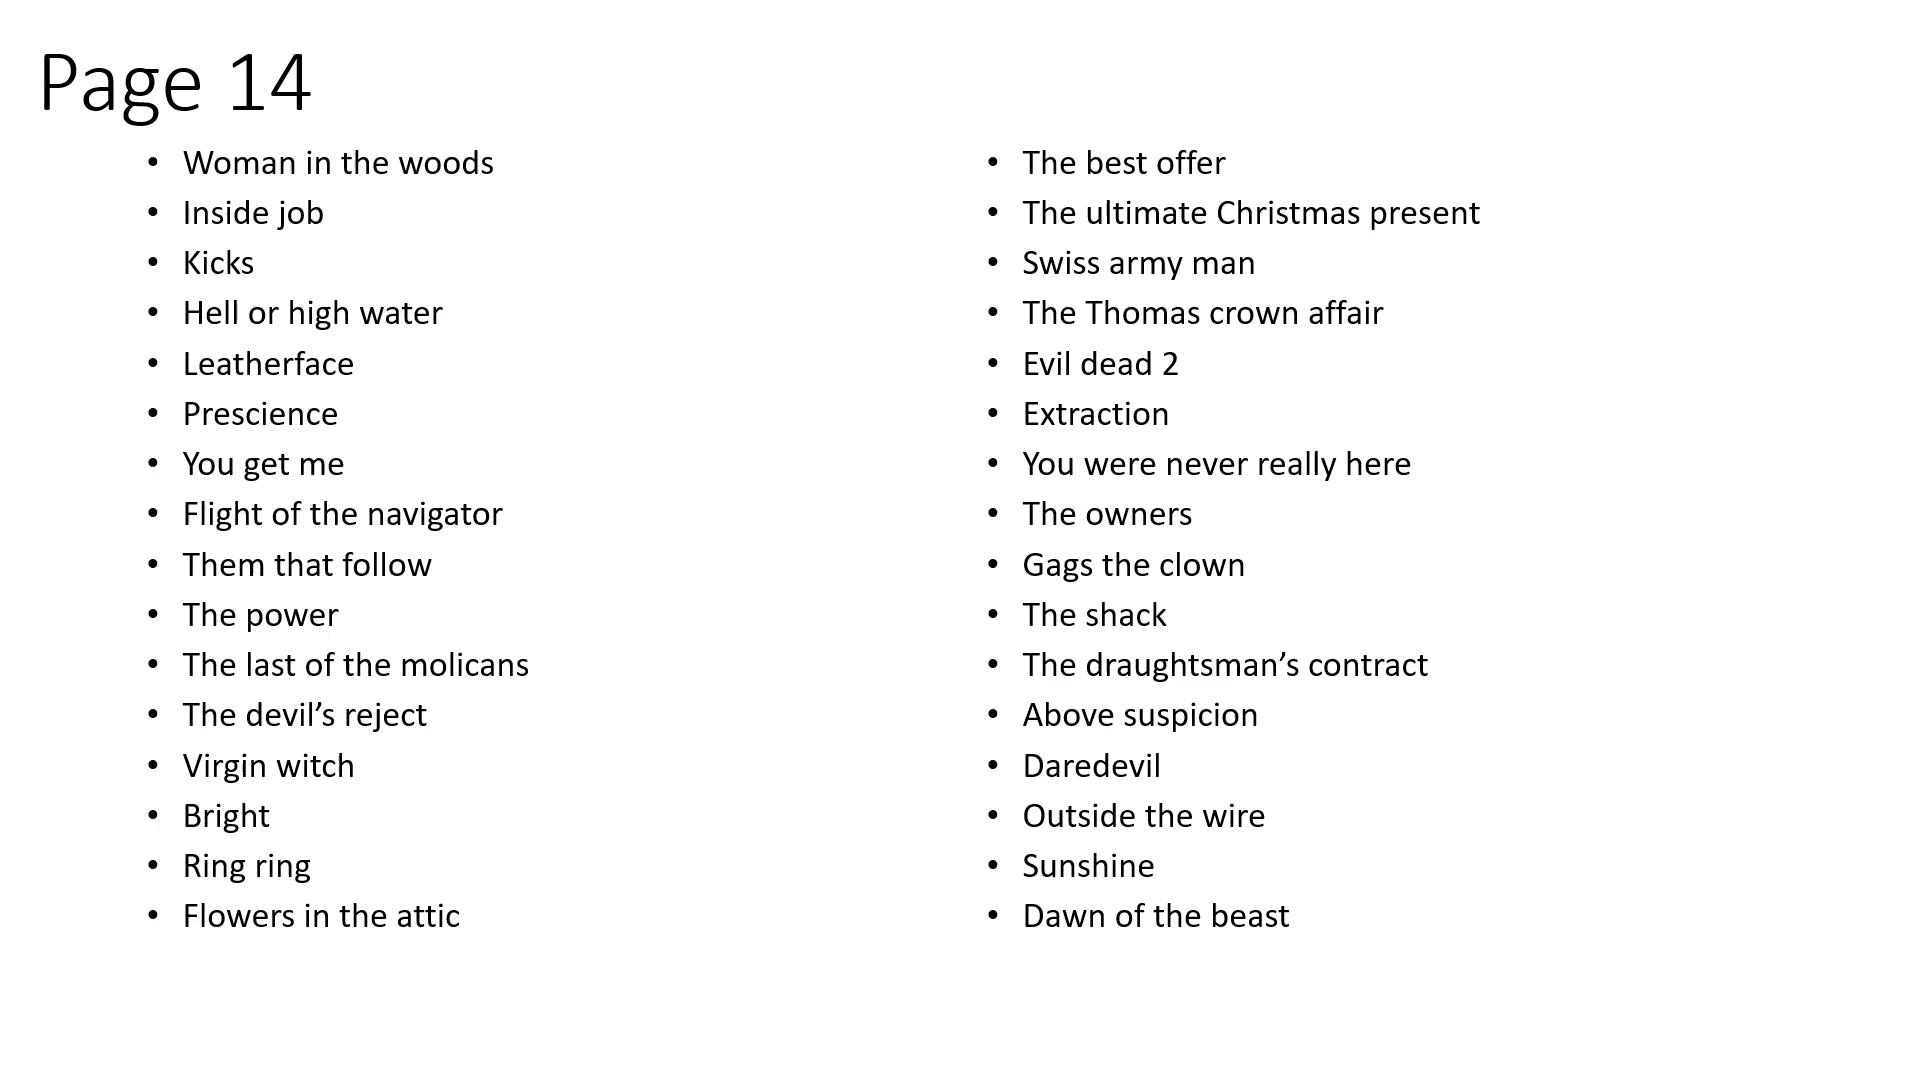 Page 14
• Woman in the woods
• Inside job
• Kicks
• Hell or high water
• Leatherface
• Prescience
• You get me
• Flight of the navigator
• Them that follow
• The power
• The last of the molicans
• The devil’s reject
• Virgin witch
• Bright
• Ring ring
• Flowers in the attic
• The best offer
• The ultimate Christmas present
• Swiss army man
• The Thomas crown affair
• Evil dead 2
• Extraction
• You were never really here
• The owners
• Gags the clown
• The shack
• The draughtsman’s contract
• Above suspicion
• Daredevil
• Outside the wire
• Sunshine
• Dawn of the beast